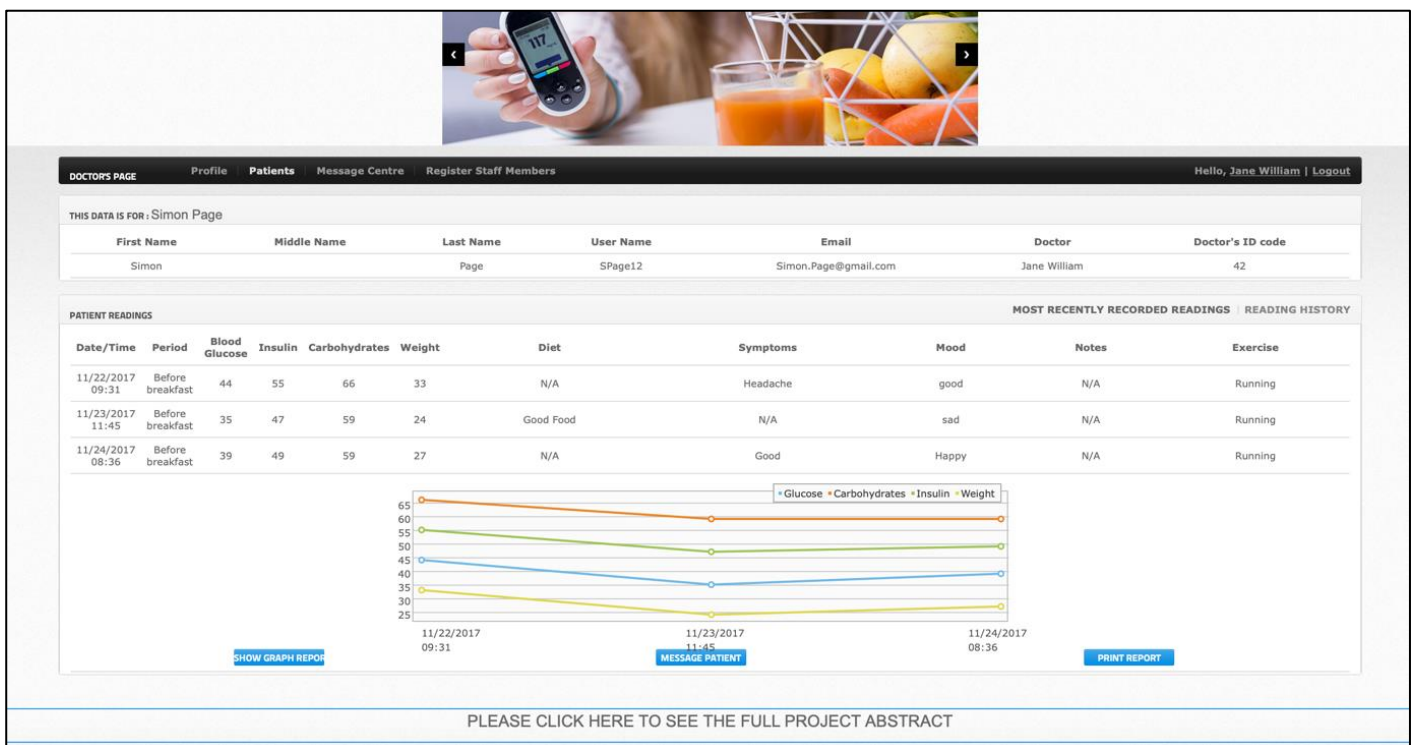 117
DOCTOR'S PAGE Profile Patients Message Centre Register Staff Members Hello, Jane William | Logout
THIS DATA IS FOR : Simon Page
First Name Middle Name Last Name User Name Email Doctor Doctor's ID code
Simon Page SPage12 Simon.Page@gmail.com Jane William 42
PATIENT READINGS MOST RECENTLY RECORDED READINGS READING HISTORY
Date/Time Period Blood Glucose Insulin Carbohydrates Weight Diet Symptoms Mood Notes Exercise
11/22/2017 09:31 Before breakfast 44 55 66 33 N/A Headache good N/A Running
11/23/2017 11:45 Before breakfast 35 47 59 24 Good Food N/A sad N/A Running
11/24/2017 08:36 Before breakfast 39 49 59 27 N/A Good Happy N/A Running
Glucose Carbohydrates Insulin Weight
65
60
55
50
45
40
35
30
25
11/22/2017 11/23/2017 11/24/2017
09:31 11:45 08:36
SHOW GRAPH REPOR MESSAGE PATIENT PRINT REPORT
PLEASE CLICK HERE TO SEE THE FULL PROJECT ABSTRACT